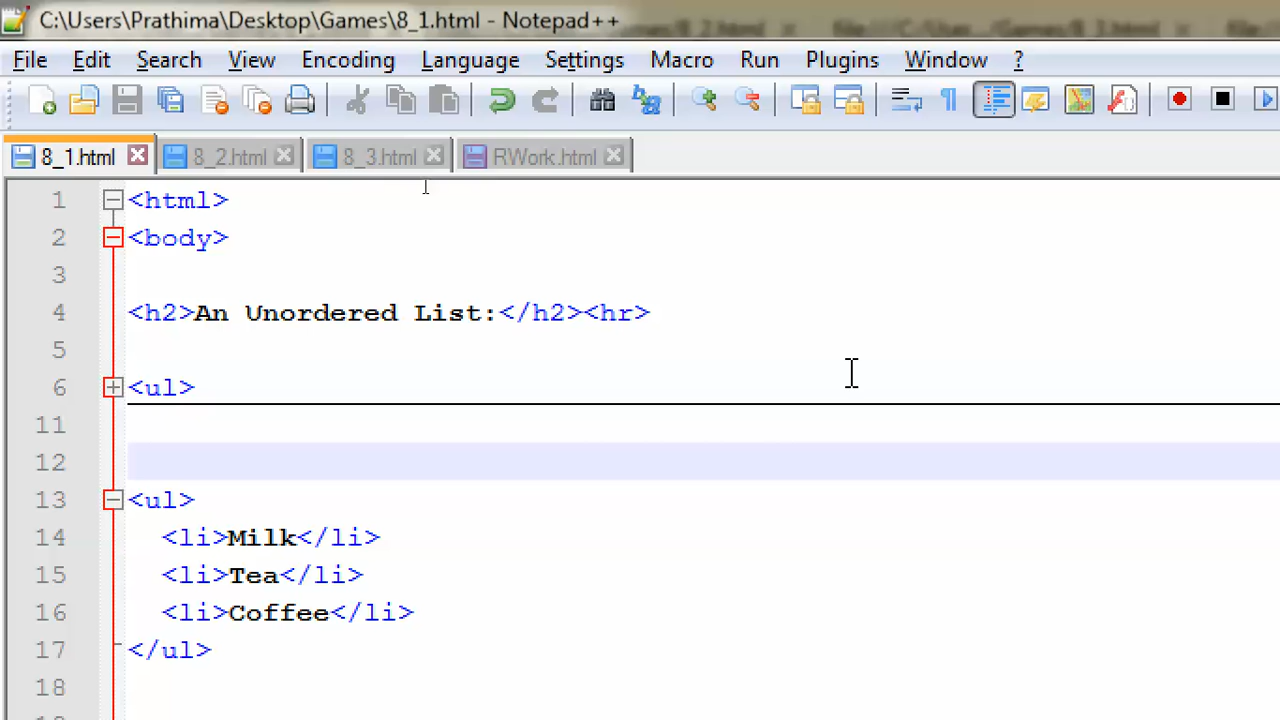 C:\Users\Prathima\Desktop\Games\8_1.html - Notepad++
File Edit Search View Encoding Language Settings Macro Run Plugins Window ?
8_1.html 8_2.html 8_3.html RWork.html
1 <html>
2 <body>
3
4 <h2>An Unordered List:</h2><hr>
5
6 <ul>
11
12
13 <ul>
14 <li>Milk</li>
15 <li>Tea</li>
16 <li>Coffee</li>
17 </ul>
18